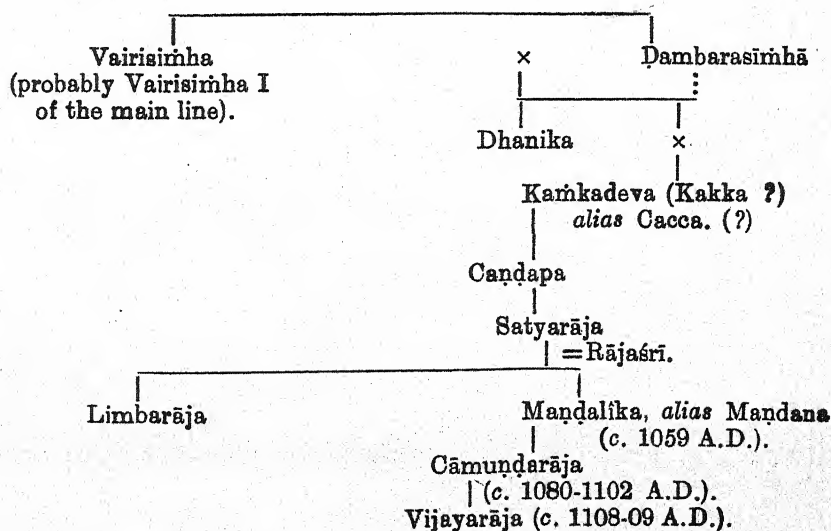 Vairisiṁha
(probably Vairisiṁha I
of the main line).
× Ḍambarasīṁhā
Dhanika ×
Kaṁkadeva (Kakka ?)
alias Cacca. (?)
Caṇḍapa
Satyarāja
=Rājaśrī.
Limbarāja Maṇḍalīka, alias Maṇḍana
(c. 1059 A.D.).
Cāmuṇḍarāja
(c. 1080-1102 A.D.).
Vijayarāja (c. 1108-09 A.D.).